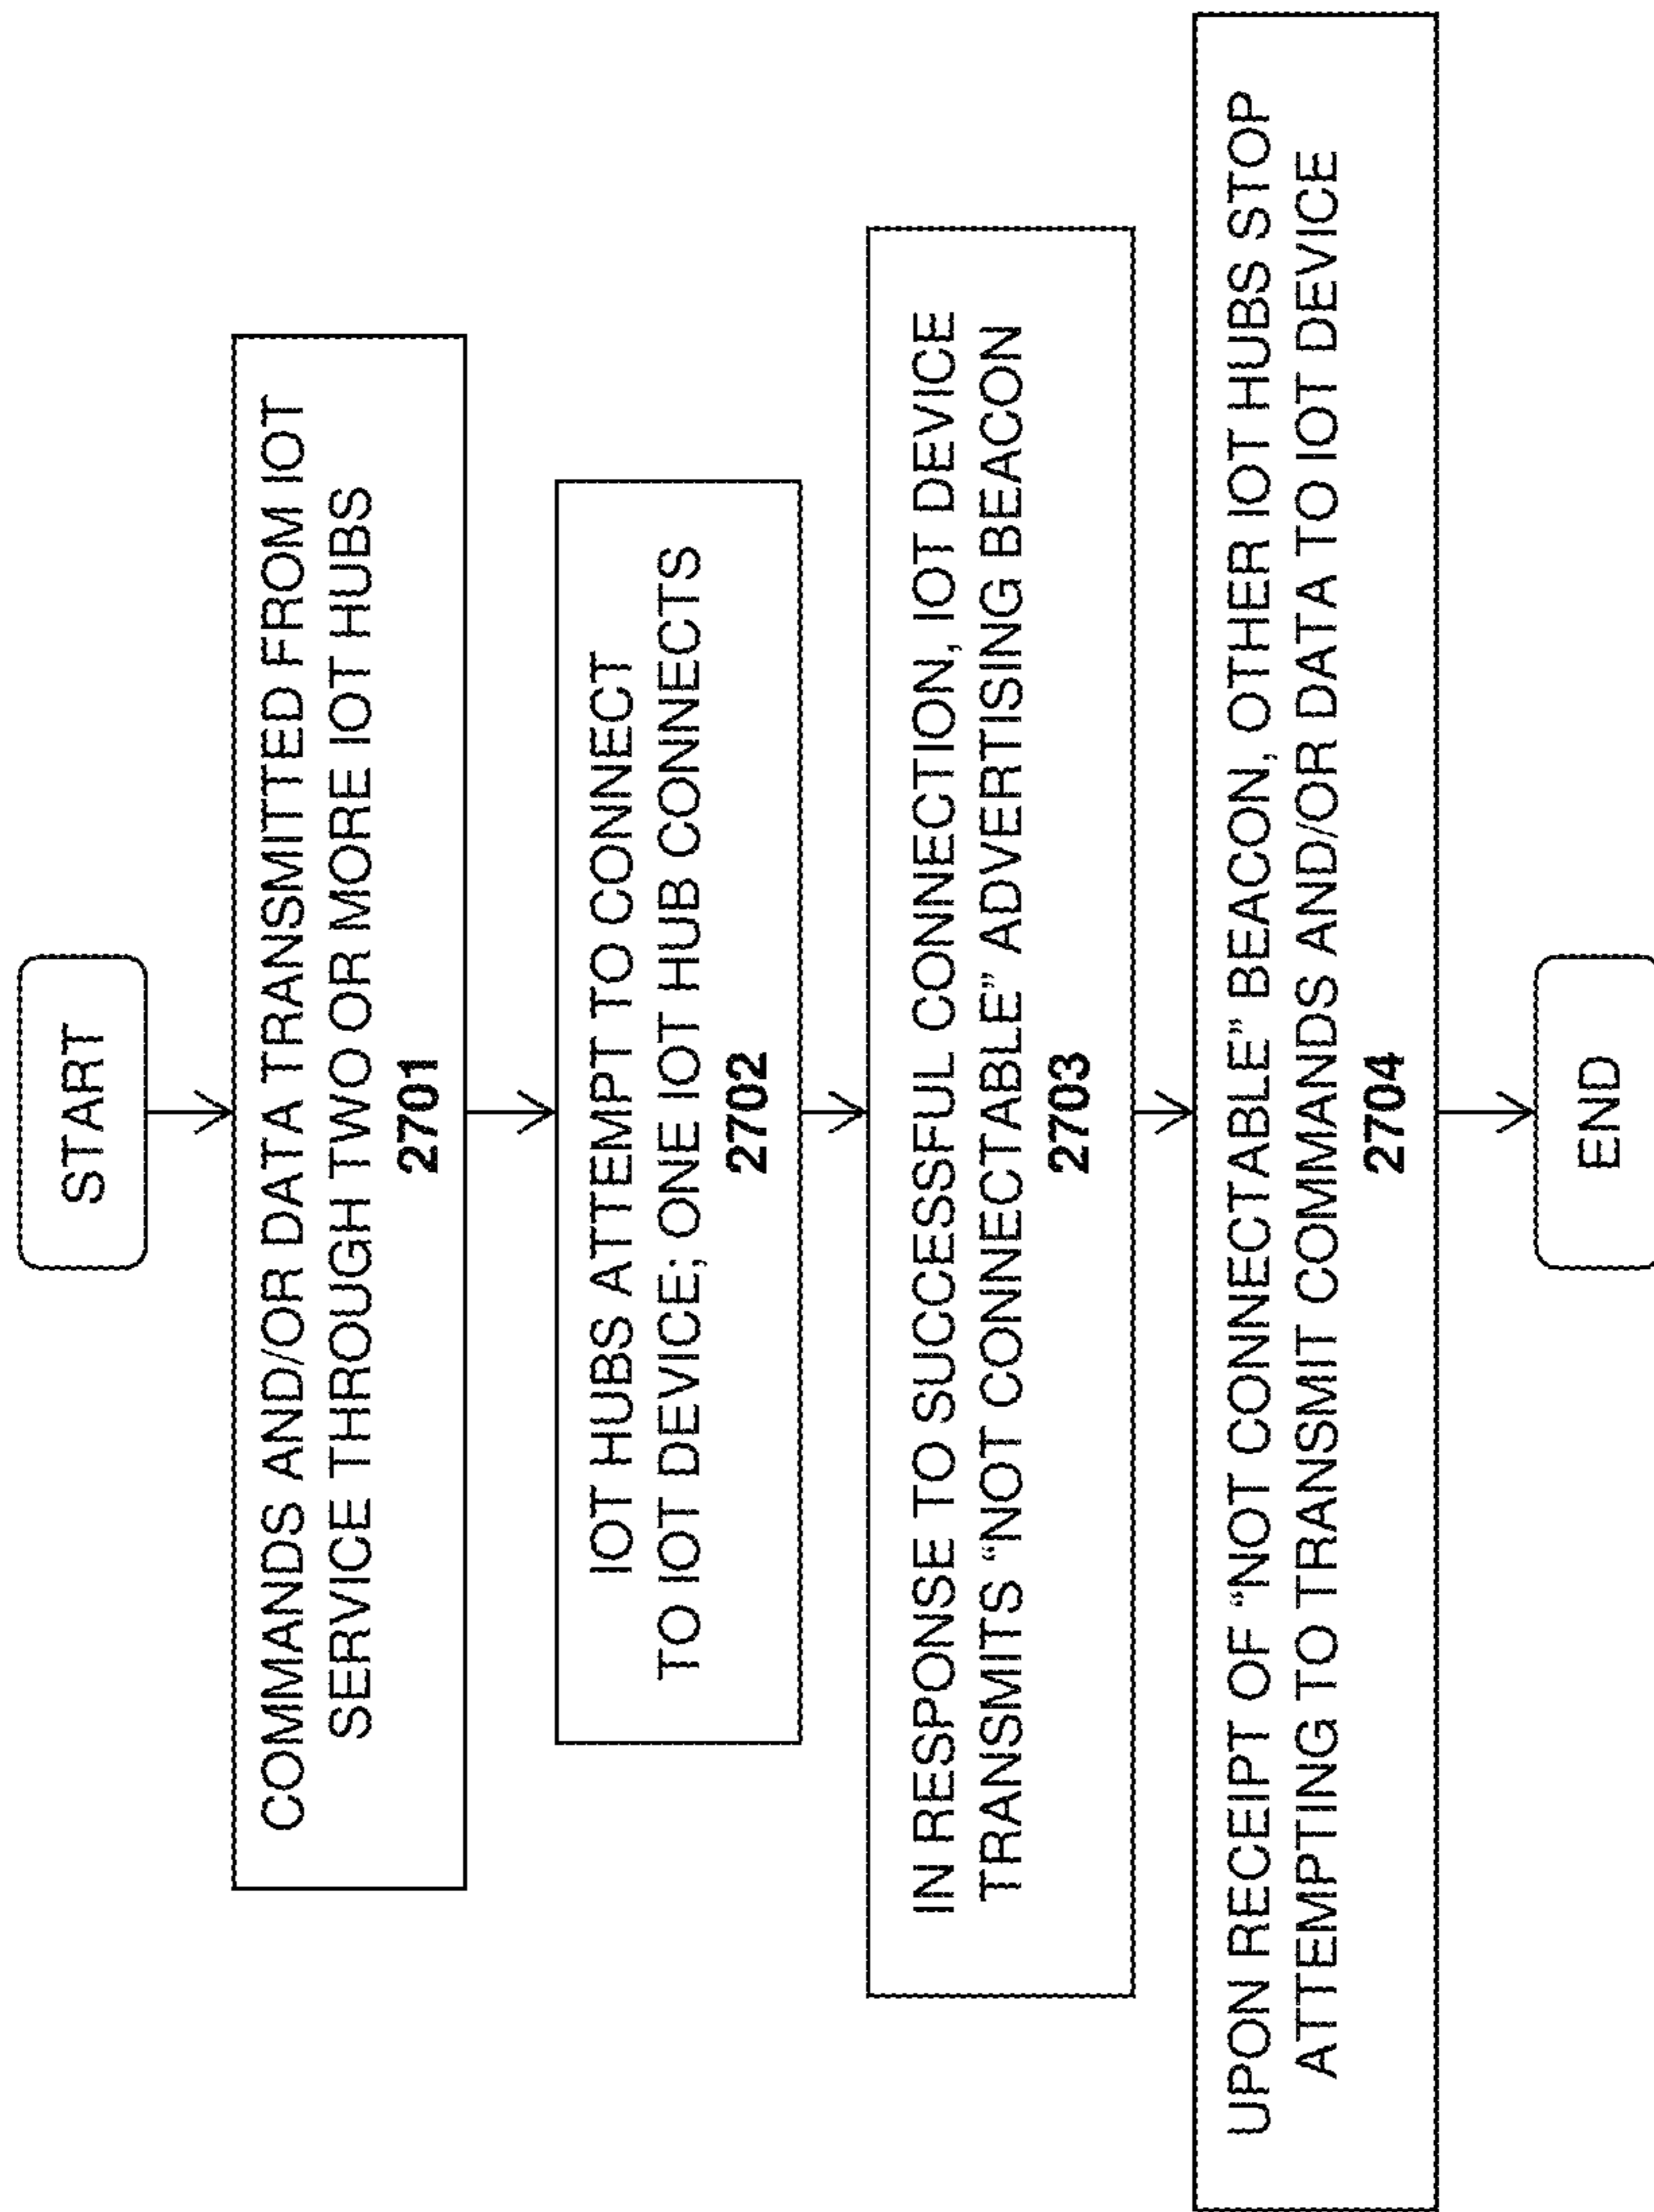 START
COMMANDS AND/OR DATA TRANSMITTED FROM IOT
SERVICE THROUGH TWO OR MORE IOT HUBS
2701
IOT HUBS ATTEMPT TO CONNECT
TO IOT DEVICE; ONE IOT HUB CONNECTS
2702
IN RESPONSE TO SUCCESSFUL CONNECTION, IOT DEVICE
TRANSMITS “NOT CONNECTABLE” ADVERTISING BEACON
2703
UPON RECEIPT OF “NOT CONNECTABLE” BEACON, OTHER IOT HUBS STOP
ATTEMPTING TO TRANSMIT COMMANDS AND/OR DATA TO IOT DEVICE
2704
END